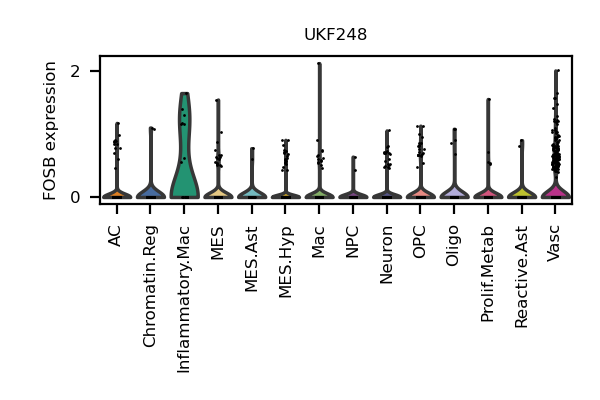 UKF248
FOSB expression
2
0
AC
Chromatin.Reg
Inflammatory.Mac
MES
MES.Ast
MES.Hyp
Mac
NPC
Neuron
OPC
Oligo
Prolif.Metab
Reactive.Ast
Vasc